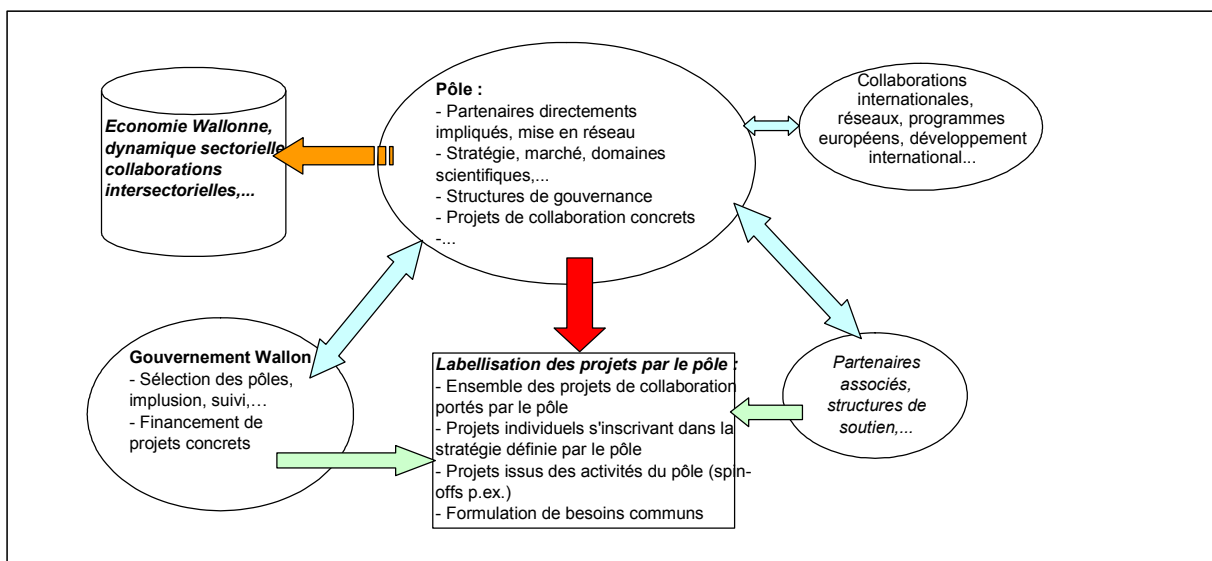 Economie Wallonne,
dynamique sectorielle
collaborations
intersectorielles,...
Pôle :
- Partenaires directements
impliqués, mise en réseau
- Stratégie, marché, domaines
scientifiques,...
- Structures de gouvernance
- Projets de collaboration concrets
-...
Collaborations
internationales,
réseaux, programmes
européens, développement
international...
Gouvernement Wallon
- Sélection des pôles,
implusion, suivi,…
- Financement de
projets concrets
Labellisation des projets par le pôle :
- Ensemble des projets de collaboration
portés par le pôle
- Projets individuels s'inscrivant dans la
stratégie définie par le pôle
- Projets issus des activités du pôle (spin-
offs p.ex.)
- Formulation de besoins communs
Partenaires
associés,
structures de
soutien,...